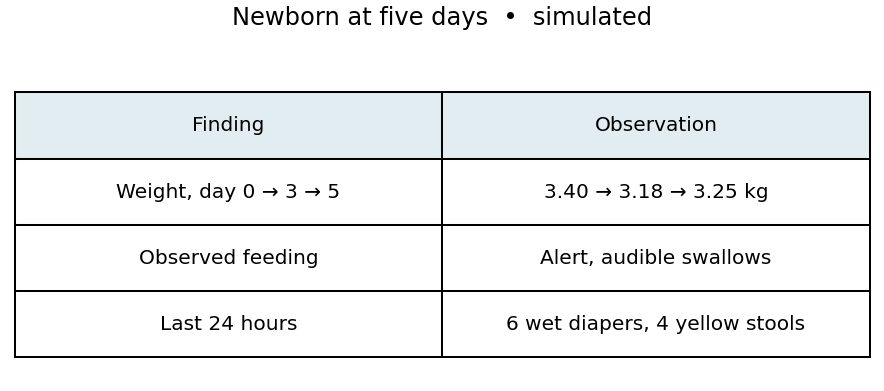 Newborn at five days • simulated
Finding Observation
Weight, day 0 → 3 → 5 3.40 → 3.18 → 3.25 kg
Observed feeding Alert, audible swallows
Last 24 hours 6 wet diapers, 4 yellow stools